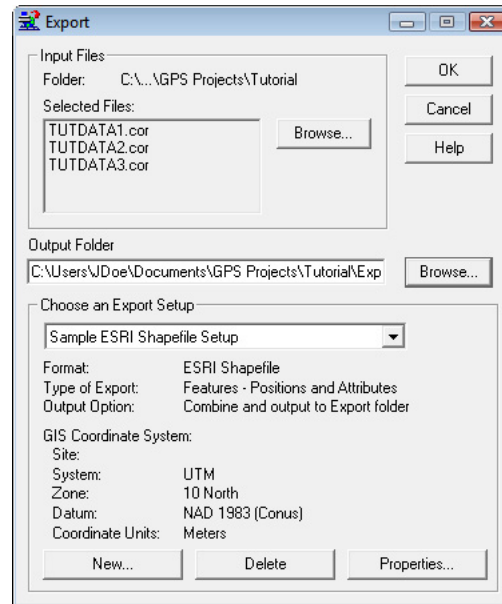 Export
Input Files
Folder: C:\...\GPS Projects\Tutorial
Selected Files:
TUTDATA1.cor
TUTDATA2.cor
TUTDATA3.cor
Browse...
OK
Cancel
Help
Output Folder
C:\Users\JDoe\Documents\GPS Projects\Tutorial\Exp
Browse...
Choose an Export Setup
Sample ESRI Shapefile Setup
Format: ESRI Shapefile
Type of Export: Features - Positions and Attributes
Output Option: Combine and output to Export folder
GIS Coordinate System:
Site:
System: UTM
Zone: 10 North
Datum: NAD 1983 (Conus)
Coordinate Units: Meters
New... Delete Properties...